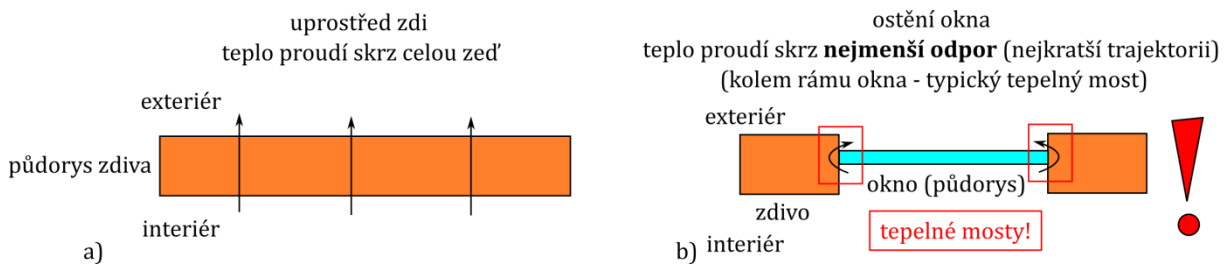 uprostřed zdi
teplo proudí skrz celou zeď
exteriér
půdorys zdiva
interiér
a)
ostění okna
teplo proudí skrz nejmenší odpor (nejkratší trajektorii)
(kolem rámu okna - typický tepelný most)
exteriér
okno (půdorys)
zdivo
tepelné mosty!
b)
interiér